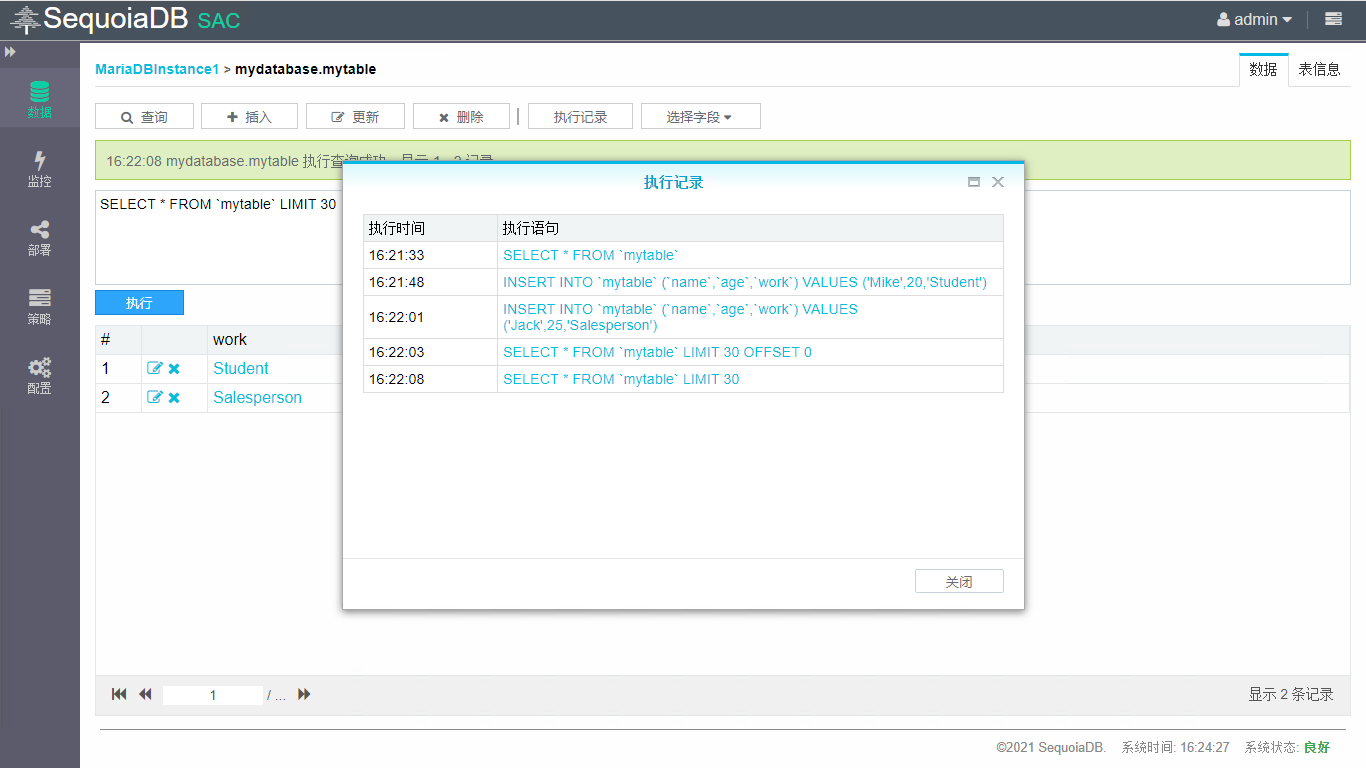 SequoiaDB SAC
admin
MariaDBInstance1 > mydatabase.mytable
数据 表信息
数据
监控
部署
策略
配置
查询 插入 更新 删除 | 执行记录 选择字段
16:22:08 mydatabase.mytable 执行查询成功
SELECT * FROM `mytable` LIMIT 30
执行
# work
1 Student
2 Salesperson
执行记录
执行时间 执行语句
16:21:33 SELECT * FROM `mytable`
16:21:48 INSERT INTO `mytable` (`name`,`age`,`work`) VALUES ('Mike',20,'Student')
16:22:01 INSERT INTO `mytable` (`name`,`age`,`work`) VALUES
('Jack',25,'Salesperson')
16:22:03 SELECT * FROM `mytable` LIMIT 30 OFFSET 0
16:22:08 SELECT * FROM `mytable` LIMIT 30
关闭
1 / ...
显示 2 条记录
©2021 SequoiaDB. 系统时间: 16:24:27 系统状态: 良好